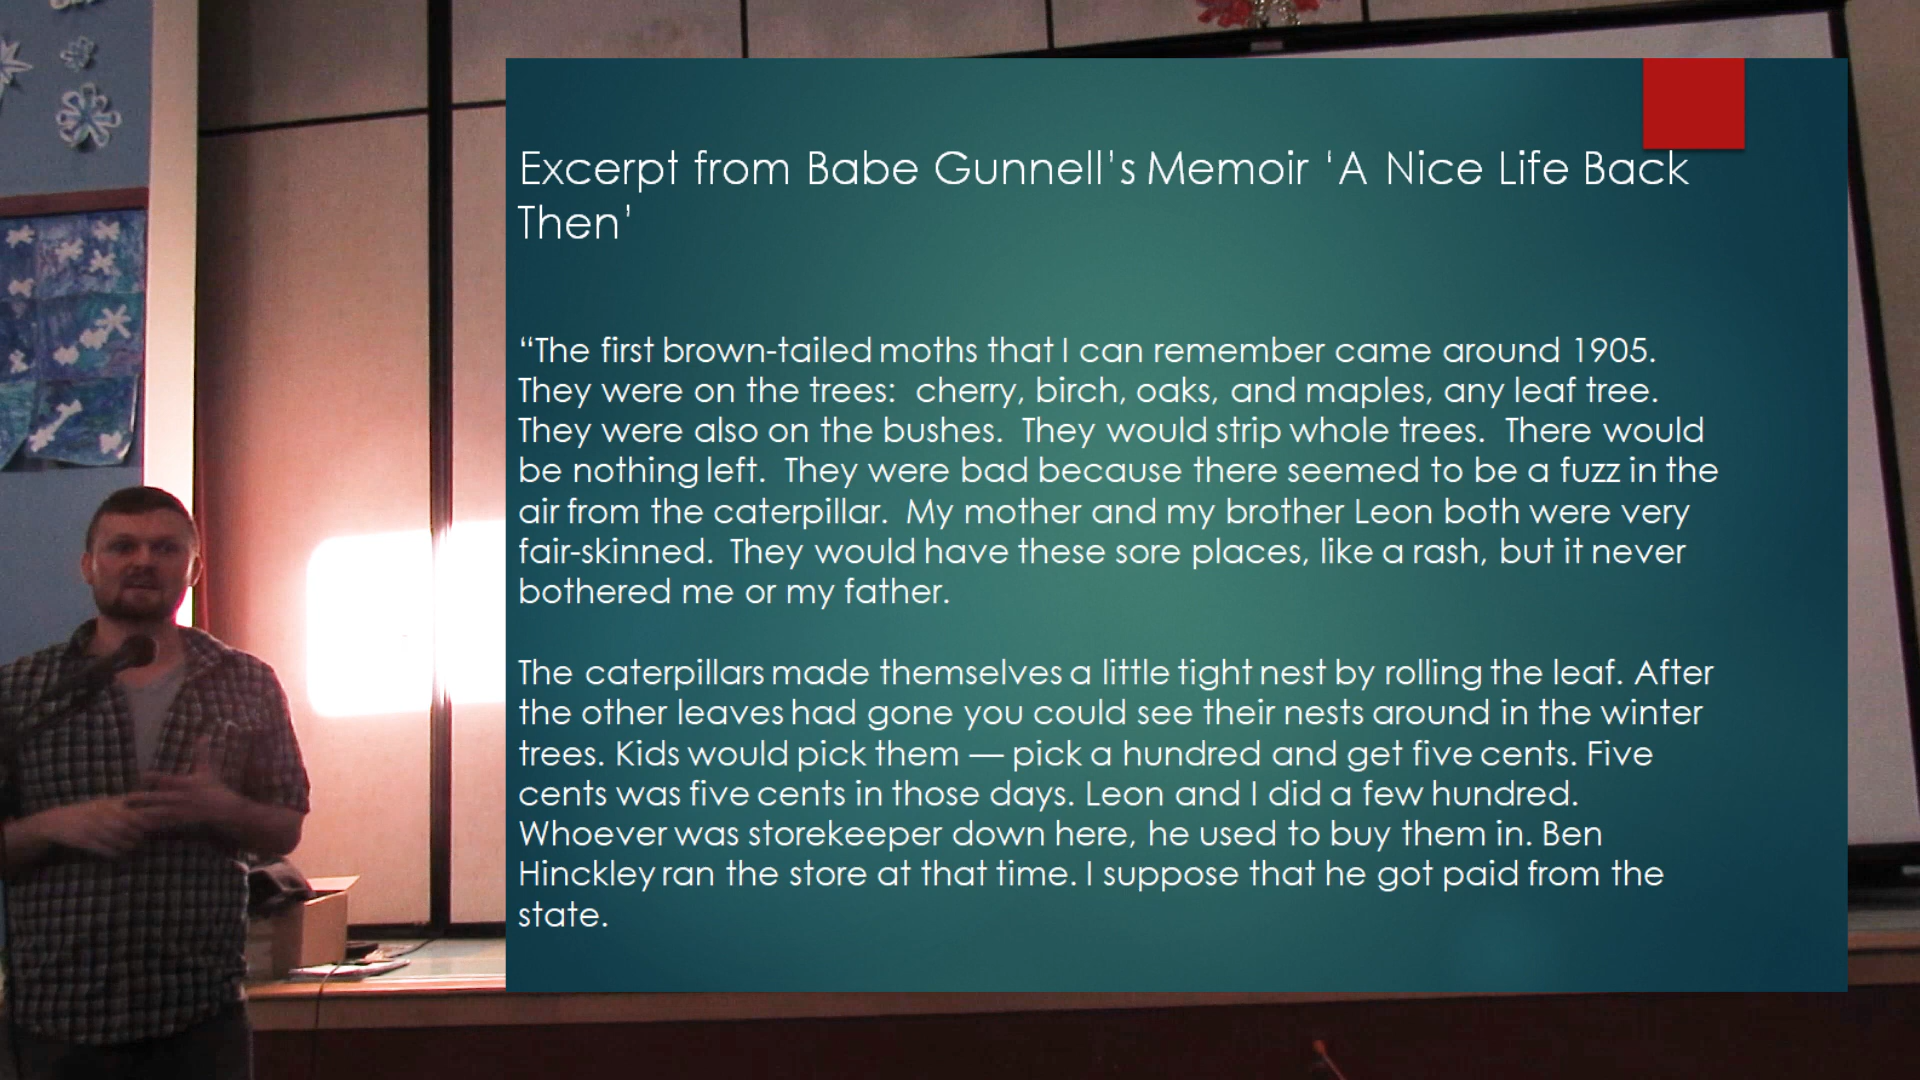 Excerpt from Babe Gunnell's Memoir 'A Nice Life Back
Then'
“The first brown-tailed moths that I can remember came around 1905.
They were on the trees:  cherry, birch, oaks, and maples, any leaf tree.
They were also on the bushes.  They would strip whole trees.  There would
be nothing left.  They were bad because there seemed to be a fuzz in the
air from the caterpillar.  My mother and my brother Leon both were very
fair-skinned.  They would have these sore places, like a rash, but it never
bothered me or my father.
The caterpillars made themselves a little tight nest by rolling the leaf. After
the other leaves had gone you could see their nests around in the winter
trees. Kids would pick them — pick a hundred and get five cents. Five
cents was five cents in those days. Leon and I did a few hundred.
Whoever was storekeeper down here, he used to buy them in. Ben
Hinckley ran the store at that time. I suppose that he got paid from the
state.